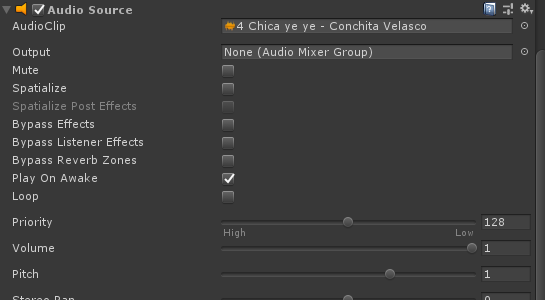 Audio Source
AudioClip 4 Chica ye ye - Conchita Velasco
Output None (Audio Mixer Group)
Mute
Spatialize
Spatialize Post Effects
Bypass Effects
Bypass Listener Effects
Bypass Reverb Zones
Play On Awake
Loop
Priority 128
High Low
Volume 1
Pitch 1
Stereo Pan 0